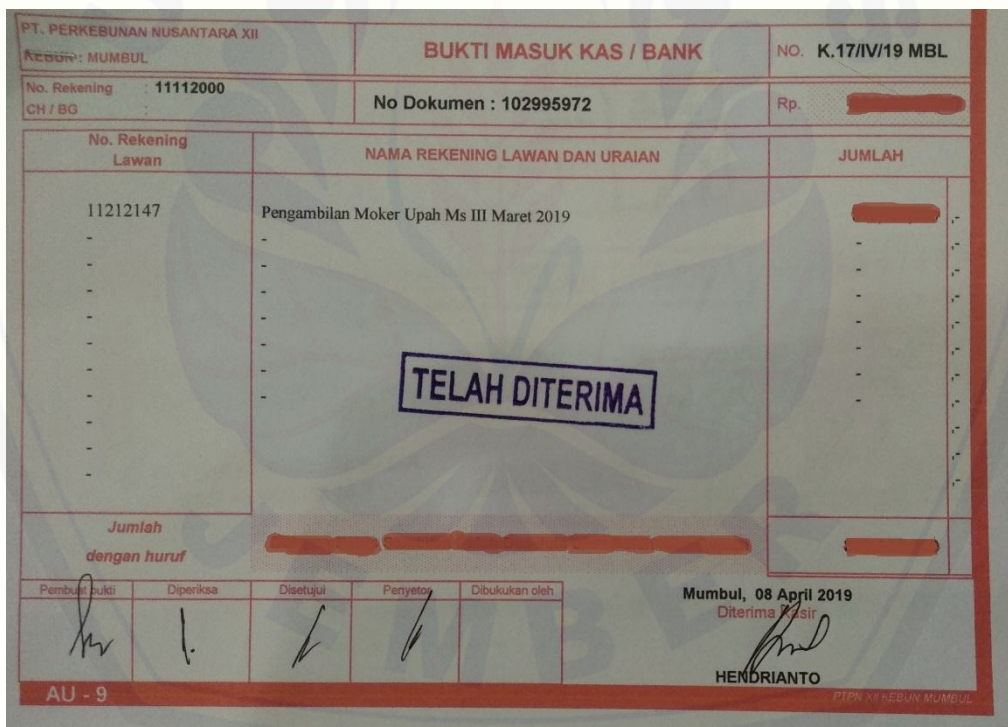 PT. PERKEBUNAN NUSANTARA XII
KEBUN : MUMBUL
BUKTI MASUK KAS / BANK
NO. K.17/IV/19 MBL
No. Rekening : 11112000
CH / BG :
No Dokumen : 102995972
Rp.
No. Rekening
Lawan
NAMA REKENING LAWAN DAN URAIAN
JUMLAH
11212147 Pengambilan Moker Upah Ms III Maret 2019 ,-
- - - ,-
- - - ,-
- - - ,-
- - - ,-
- - - ,-
- - - ,-
- - - ,-
- ,-
- ,-
- ,-
TELAH DITERIMA
Jumlah
dengan huruf
Pembuat bukti Diperiksa Disetujui Penyetor Dibukukan oleh
Mumbul, 08 April 2019
Diterima Kasir
HENDRIANTO
AU - 9
PTPN XII KEBUN MUMBUL
JEMBER